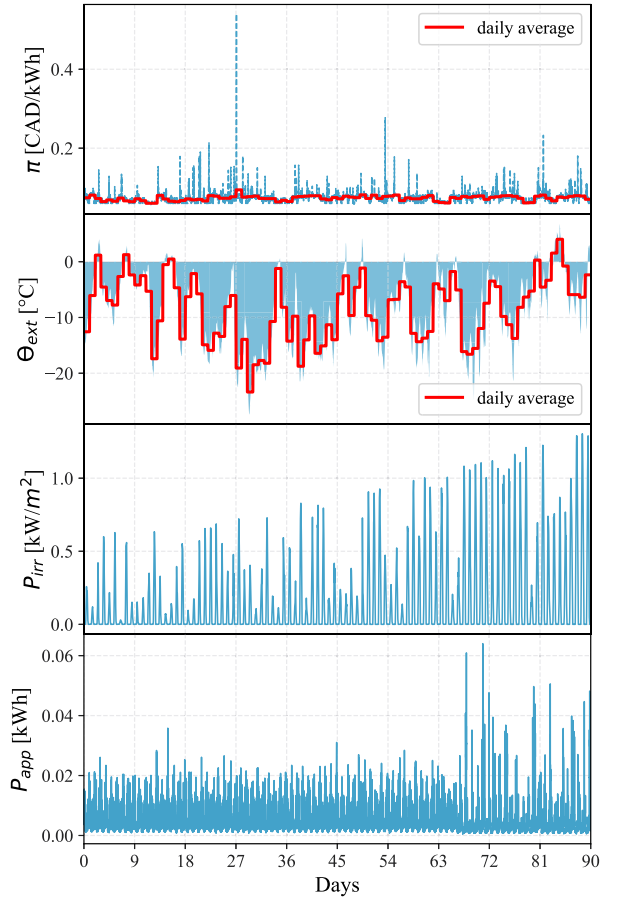 π [CAD/kWh]
0.4
0.2
daily average
Θ_ext [°C]
0
−10
−20
daily average
P_irr [kW/m²]
1.0
0.5
0.0
P_app [kWh]
0.06
0.04
0.02
0.00
0 9 18 27 36 45 54 63 72 81 90
Days